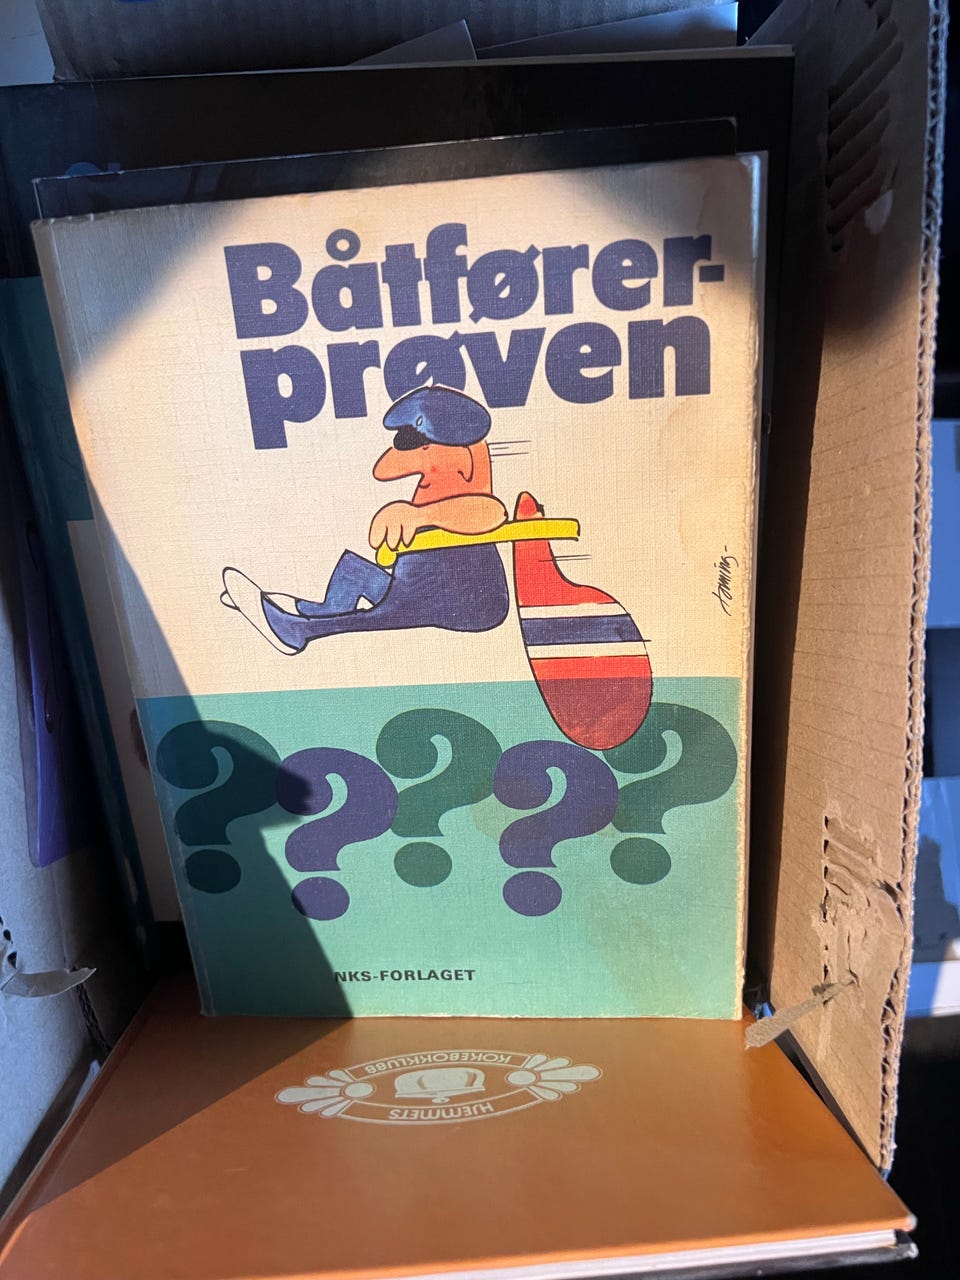 Båtfører-
prøven
NKS-FORLAGET
HJEMMETS
KOKEBOKKLUBB